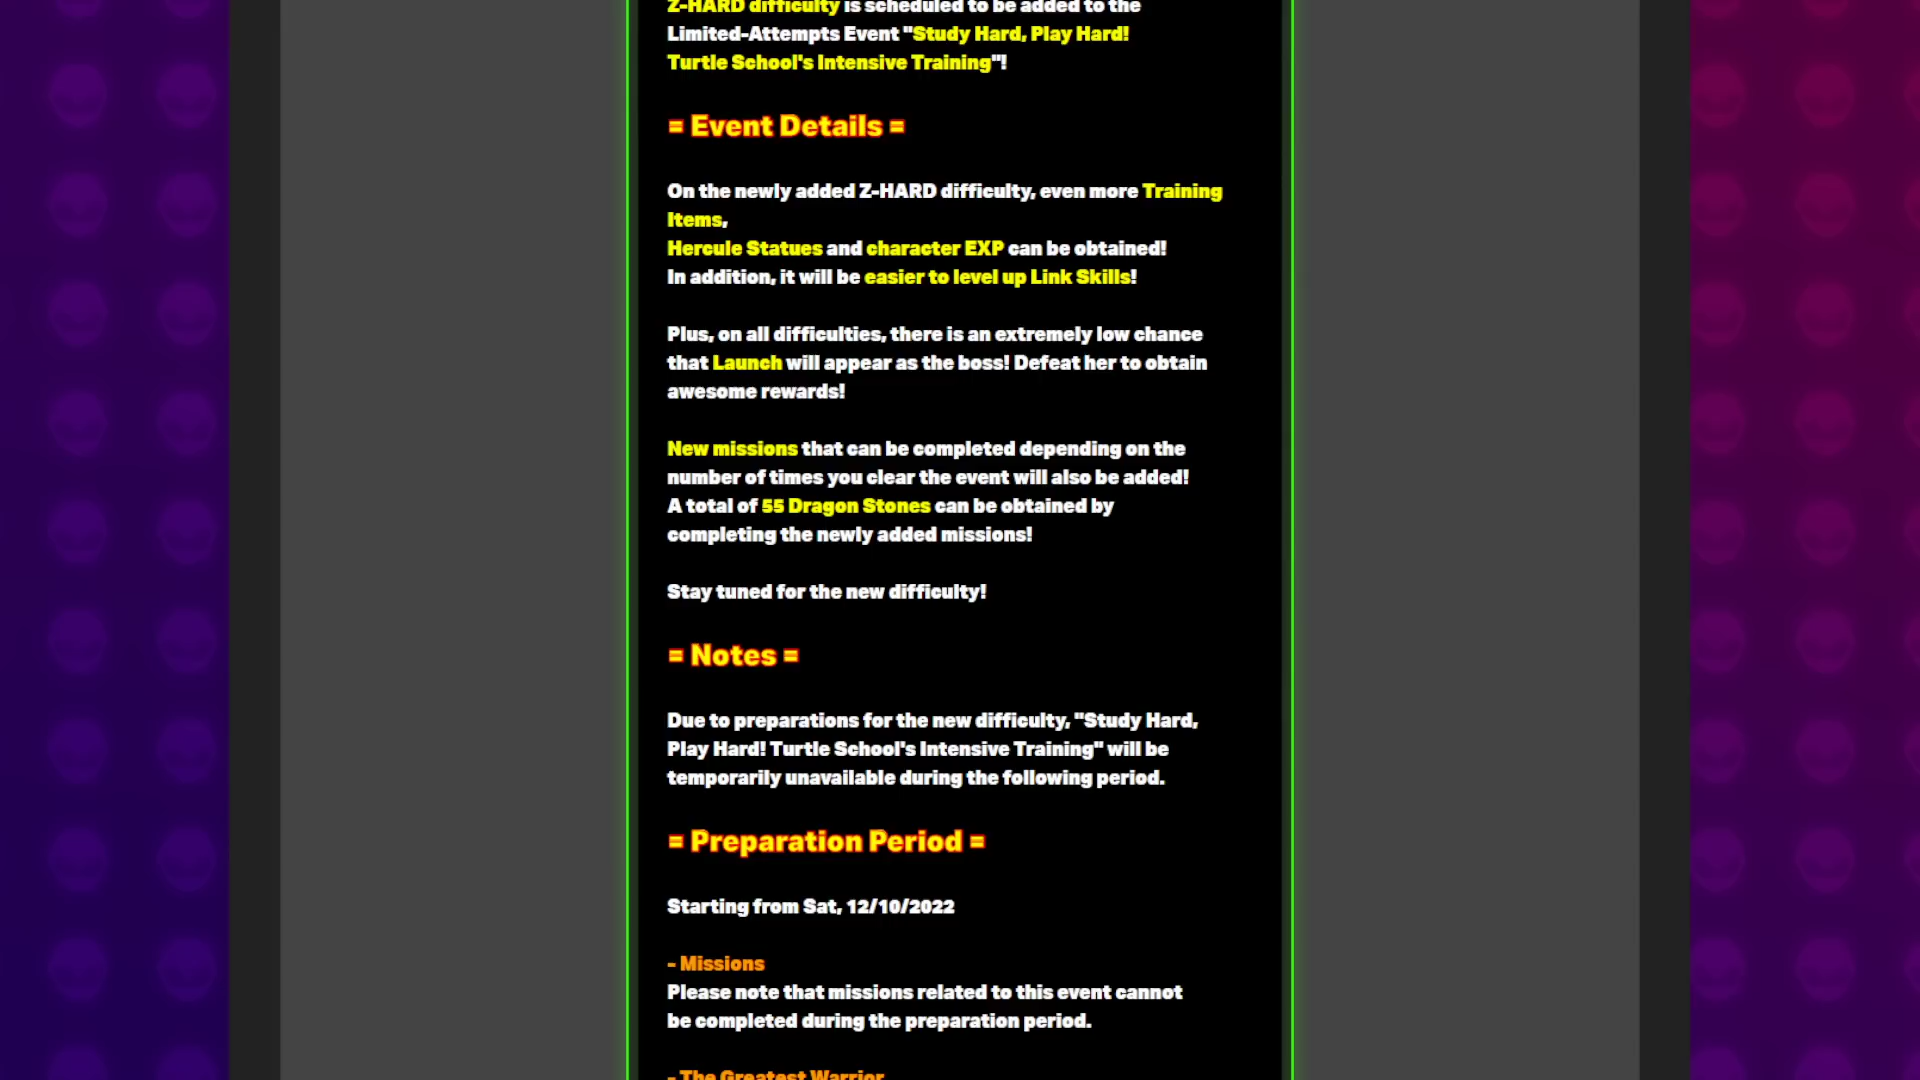 Z-HARD difficulty is scheduled to be added to the
Limited-Attempts Event "Study Hard, Play Hard!
Turtle School's Intensive Training"!
= Event Details =
On the newly added Z-HARD difficulty, even more Training
Items,
Hercule Statues and character EXP can be obtained!
In addition, it will be easier to level up Link Skills!
Plus, on all difficulties, there is an extremely low chance
that Launch will appear as the boss! Defeat her to obtain
awesome rewards!
New missions that can be completed depending on the
number of times you clear the event will also be added!
A total of 55 Dragon Stones can be obtained by
completing the newly added missions!
Stay tuned for the new difficulty!
= Notes =
Due to preparations for the new difficulty, "Study Hard,
Play Hard! Turtle School's Intensive Training" will be
temporarily unavailable during the following period.
= Preparation Period =
Starting from Sat, 12/10/2022
- Missions
Please note that missions related to this event cannot
be completed during the preparation period.
- The Greatest Warrior